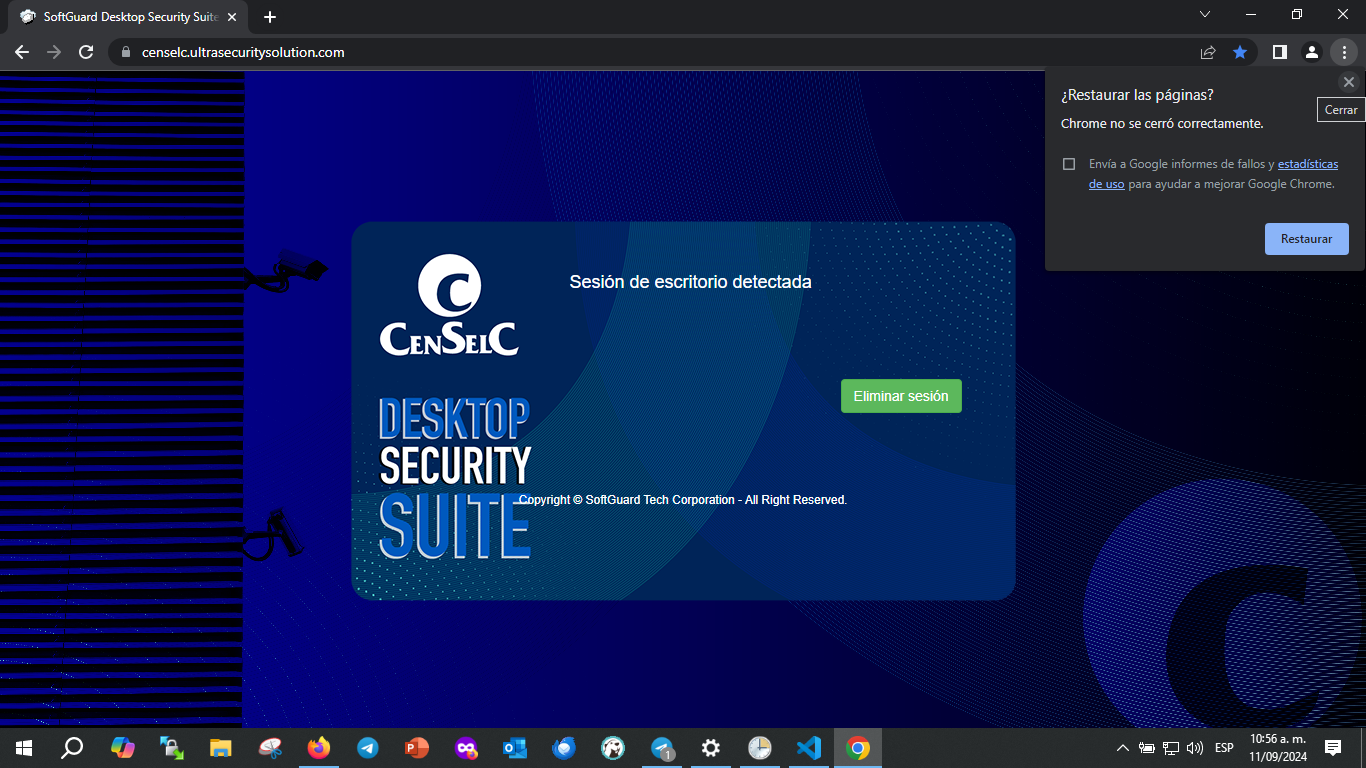 SoftGuard Desktop Security Suite
censelc.ultrasecuritysolution.com
¿Restaurar las páginas?
Cerrar
Chrome no se cerró correctamente.
Envía a Google informes de fallos y estadísticas
de uso para ayudar a mejorar Google Chrome.
Restaurar
C
CENSELC
Sesión de escritorio detectada
Eliminar sesión
DESKTOP
SECURITY
SUITE
Copyright © SoftGuard Tech Corporation - All Right Reserved.
C
1
ESP
10:56 a. m.
11/09/2024